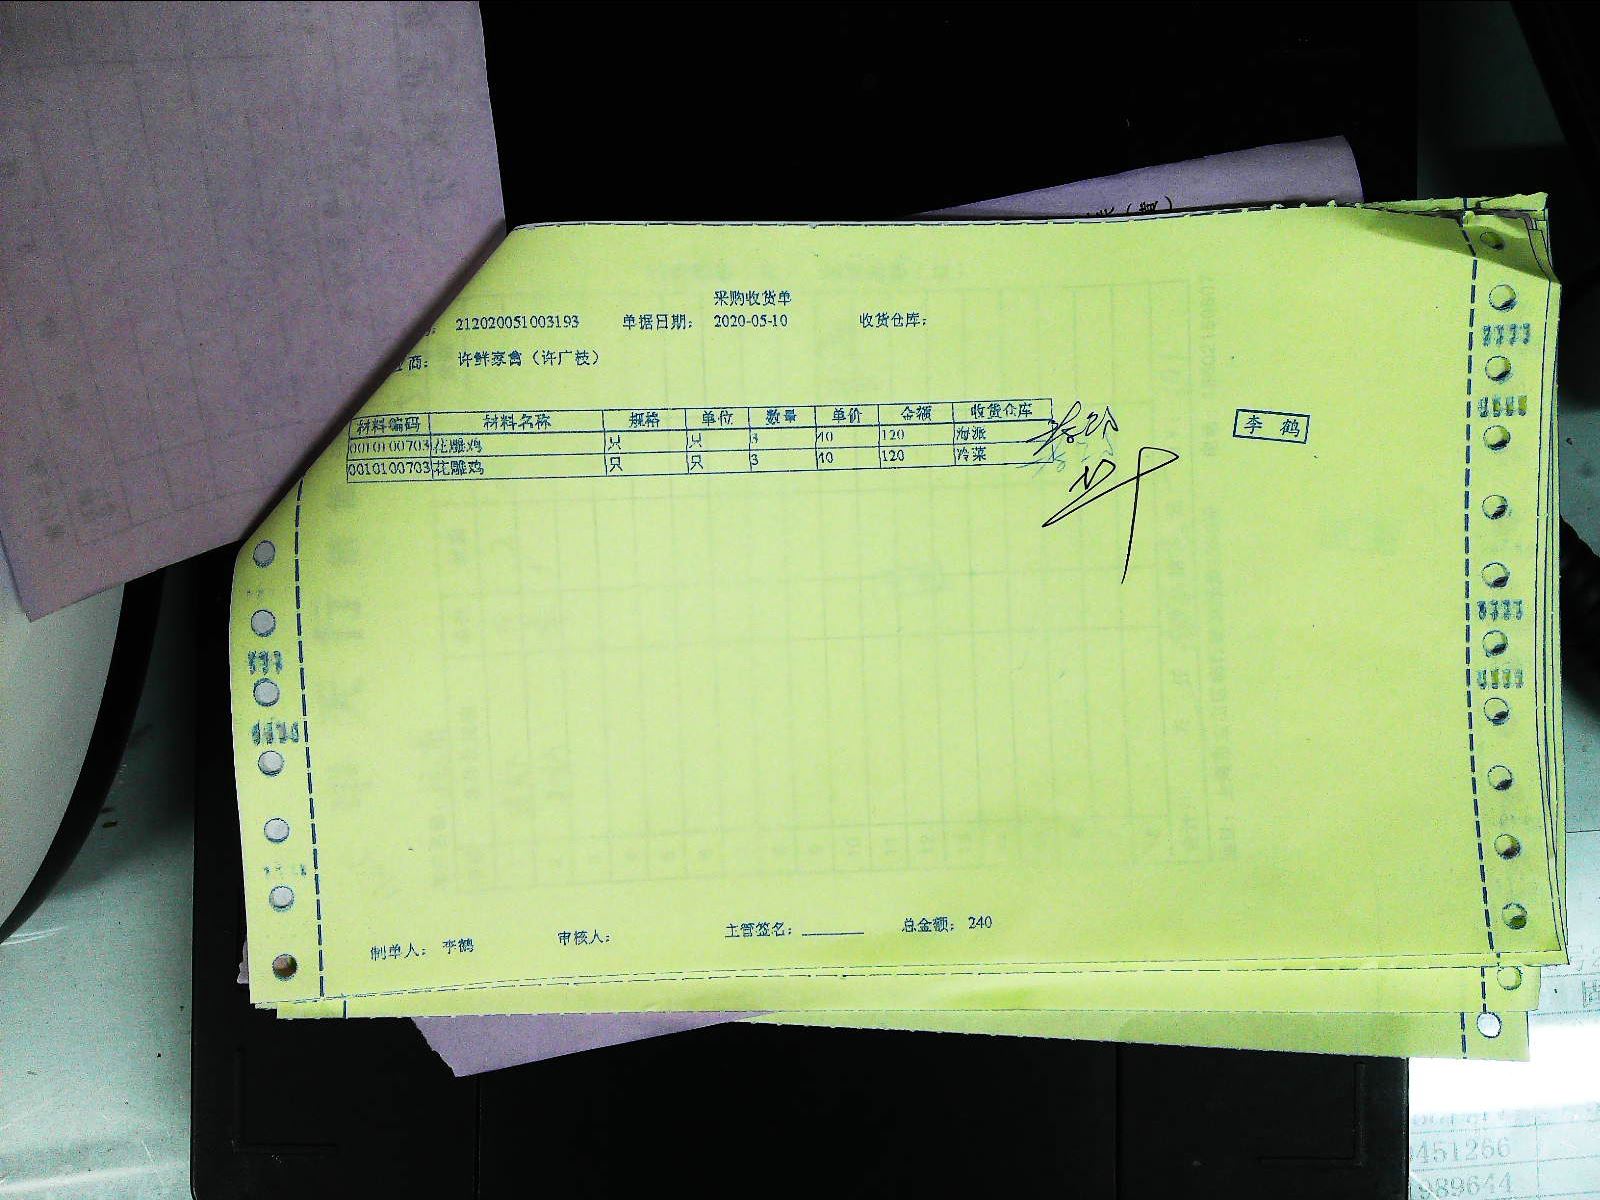 采购收货单
212020051003193 单据日期： 2020-05-10 收货仓库：
商： 许鲜家禽（许广枝）
材料编码 材料名称 规格 单位 数量 单价 金额 收货仓库
0010100703 花雕鸡 只 只 3 40 120 海派
0010100703 花雕鸡 只 只 3 40 120 冷菜
李鹤
制单人： 李鹤 审核人： 主管签名： 总金额： 240
451266
989644